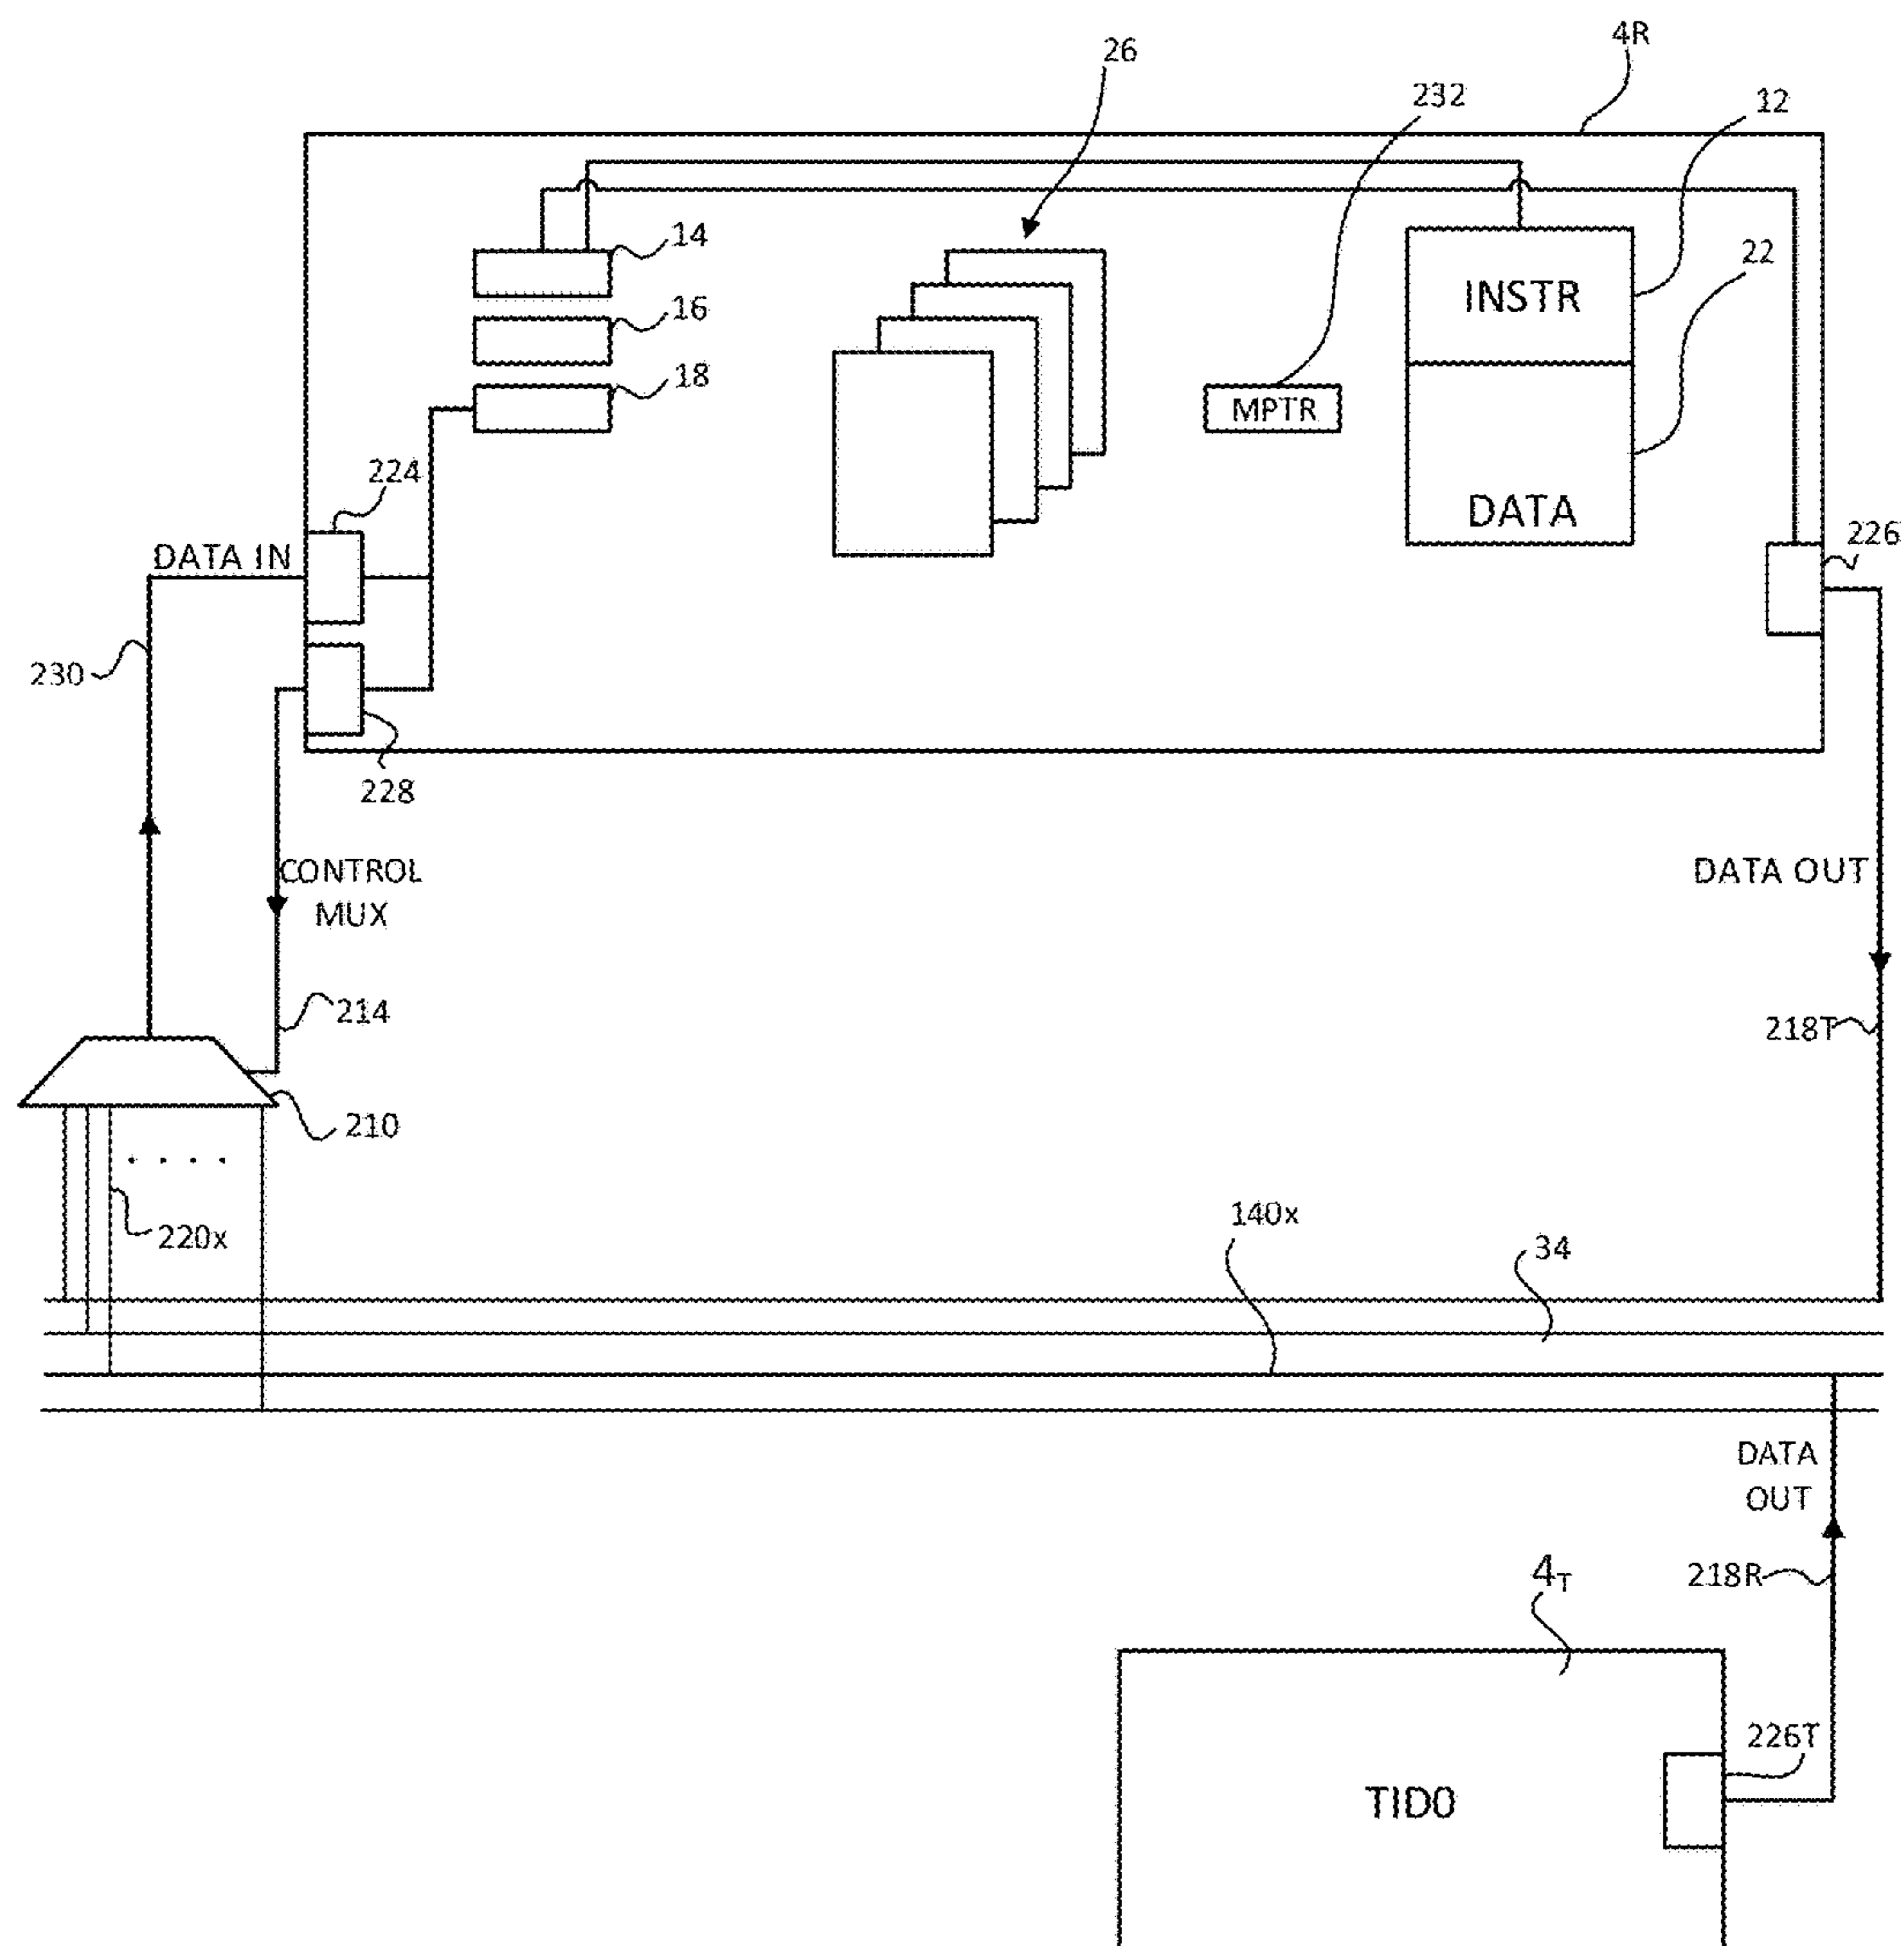 4R
26
232
12
14
22
INSTR
16
18
MPTR
224
DATA
226
DATA IN
230
228
CONTROL
MUX
DATA OUT
214
218T
210
. . . .
220x
140x
34
DATA
OUT
4T
218R
226T
TID0